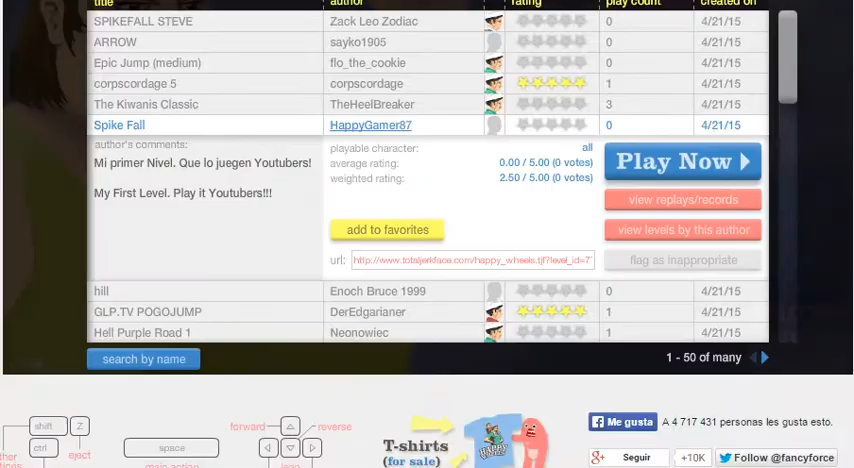 title author rating play count created on
SPIKEFALL STEVE Zack Leo Zodiac 0 4/21/15
ARROW sayko1905 0 4/21/15
Epic Jump (medium) flo_the_cookie 0 4/21/15
corpscordage 5 corpscordage 1 4/21/15
The Kiwanis Classic TheHeelBreaker 3 4/21/15
Spike Fall HappyGamer87 0 4/21/15
author's comments:
Mi primer Nivel. Que lo juegen Youtubers!
My First Level. Play it Youtubers!!!
playable character: all
average rating: 0.00 / 5.00 (0 votes)
weighted rating: 2.50 / 5.00 (0 votes)
add to favorites
url: http://www.totaljerkface.com/happy_wheels.tjf?level_id=7
Play Now
view replays/records
view levels by this author
flag as inappropriate
hill Enoch Bruce 1999 0 4/21/15
GLP.TV POGOJUMP DerEdgarianer 1 4/21/15
Hell Purple Road 1 Neonowiec 1 4/21/15
search by name
1 - 50 of many
shift Z
ctrl eject
space
main action
forward reverse
lean
T-shirts
(for sale)
HAPPY
Me gusta A 4 717 431 personas les gusta esto.
g+ Seguir +10K Follow @fancyforce